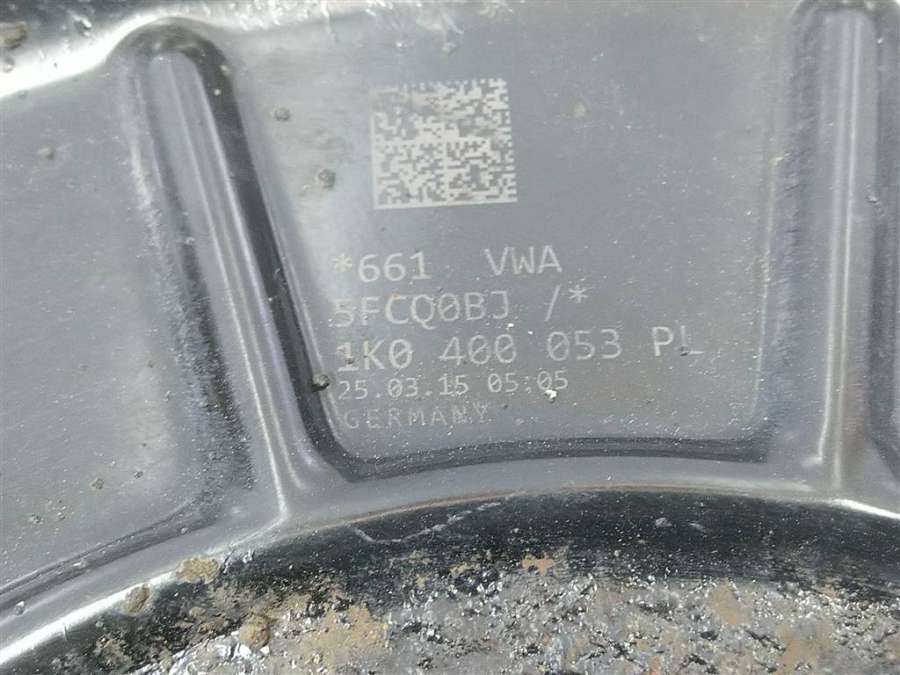 *661 VWA
5FCQ0BJ /*
1K0 400 053 PL
25.03.15 05:05
GERMANY